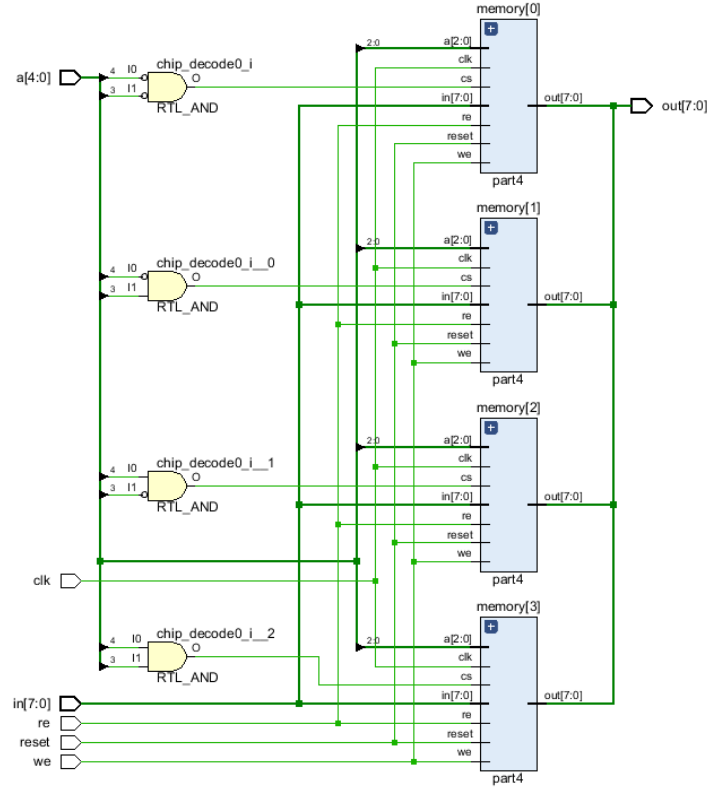 memory[0]
a[4:0]
4 I0
3 I1
chip_decode0_i
O
RTL_AND
2:0
a[2:0]
clk
cs
in[7:0]
re
reset
we
out[7:0]
part4
out[7:0]
memory[1]
4 I0
3 I1
chip_decode0_i__0
O
RTL_AND
2:0
a[2:0]
clk
cs
in[7:0]
re
reset
we
out[7:0]
part4
memory[2]
4 I0
3 I1
chip_decode0_i__1
O
RTL_AND
2:0
a[2:0]
clk
cs
in[7:0]
re
reset
we
out[7:0]
part4
clk
memory[3]
4 I0
3 I1
chip_decode0_i__2
O
RTL_AND
2:0
a[2:0]
clk
cs
in[7:0]
re
reset
we
out[7:0]
part4
in[7:0]
re
reset
we